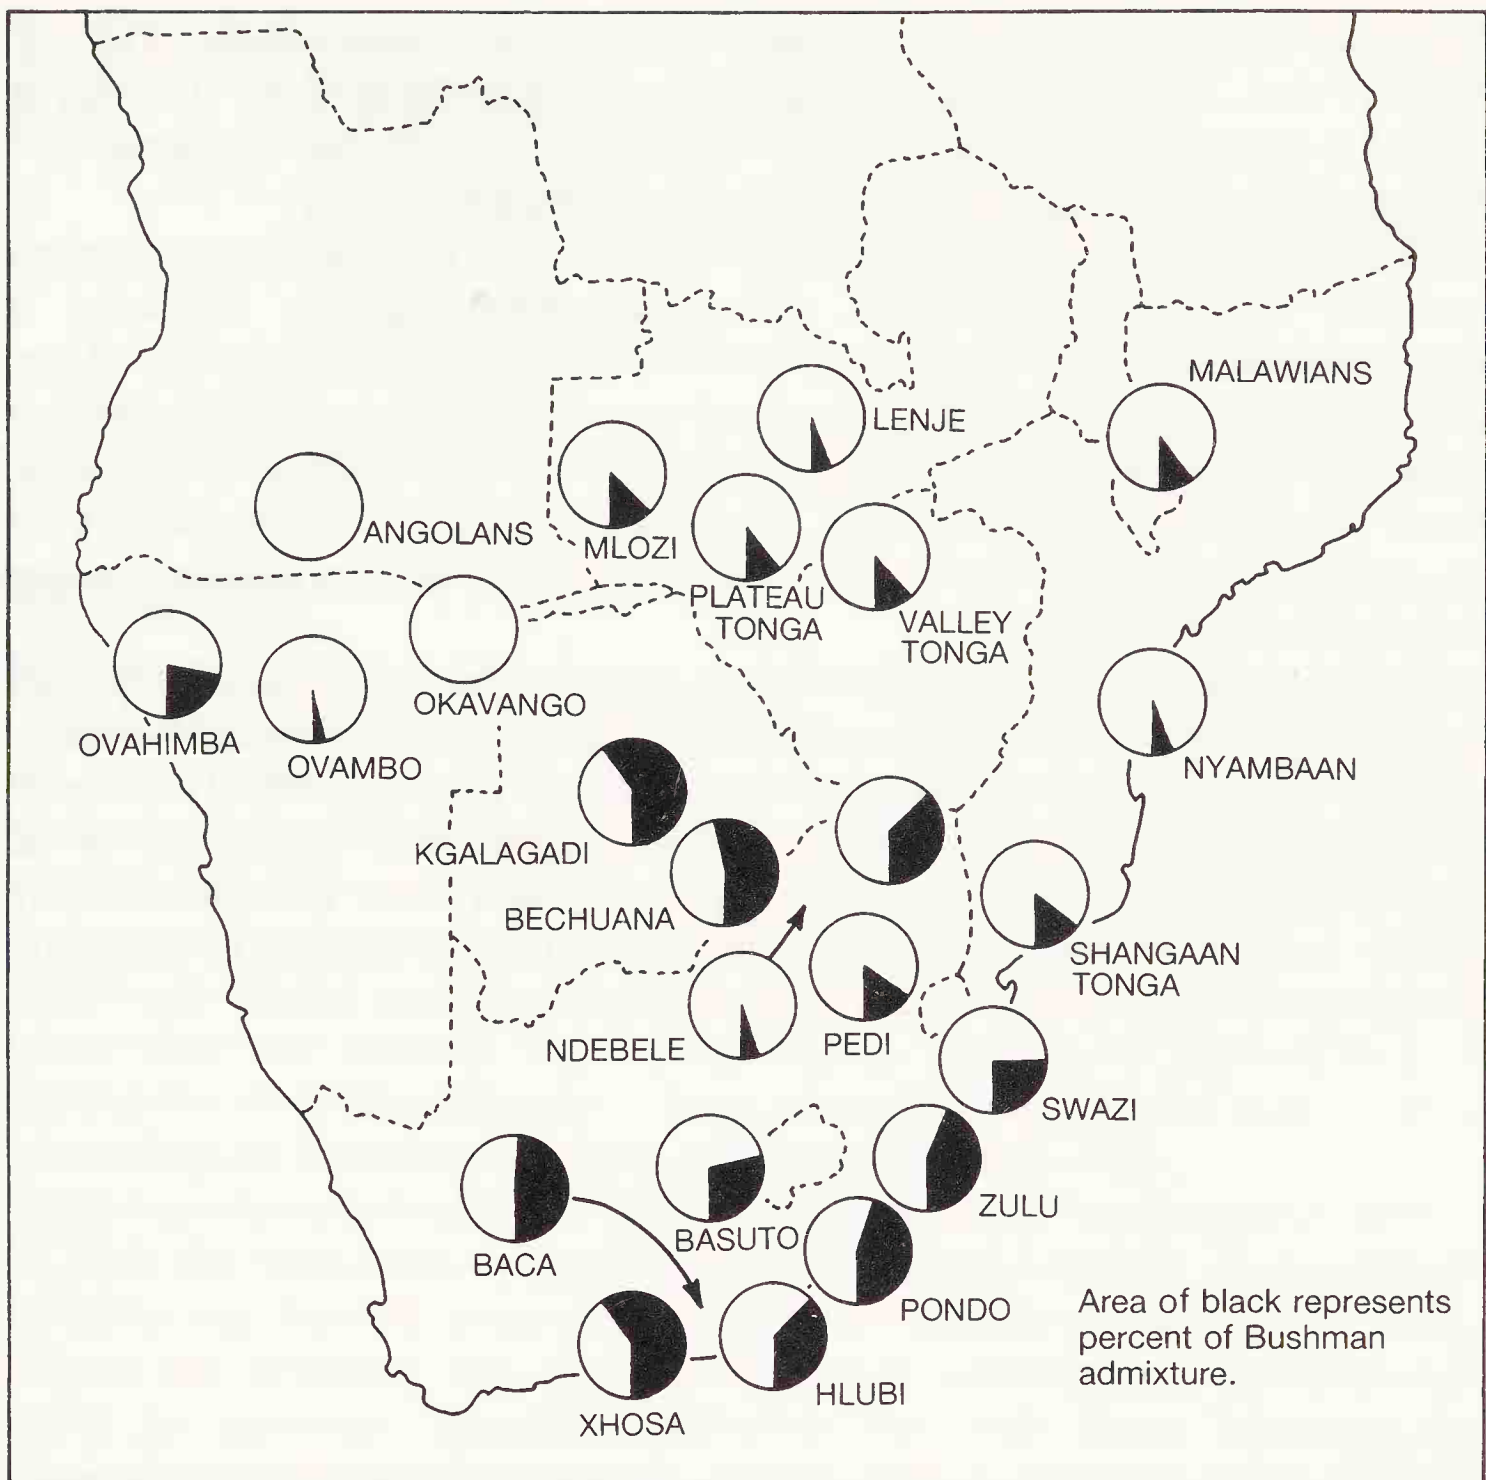 MALAWIANS
LENJE
ANGOLANS
MLOZI
PLATEAU
TONGA
VALLEY
TONGA
OKAVANGO
OVAHIMBA
OVAMBO
NYAMBAAN
KGALAGADI
BECHUANA
SHANGAAN
TONGA
NDEBELE
PEDI
SWAZI
ZULU
BASUTO
BACA
PONDO
HLUBI
XHOSA
Area of black represents
percent of Bushman
admixture.